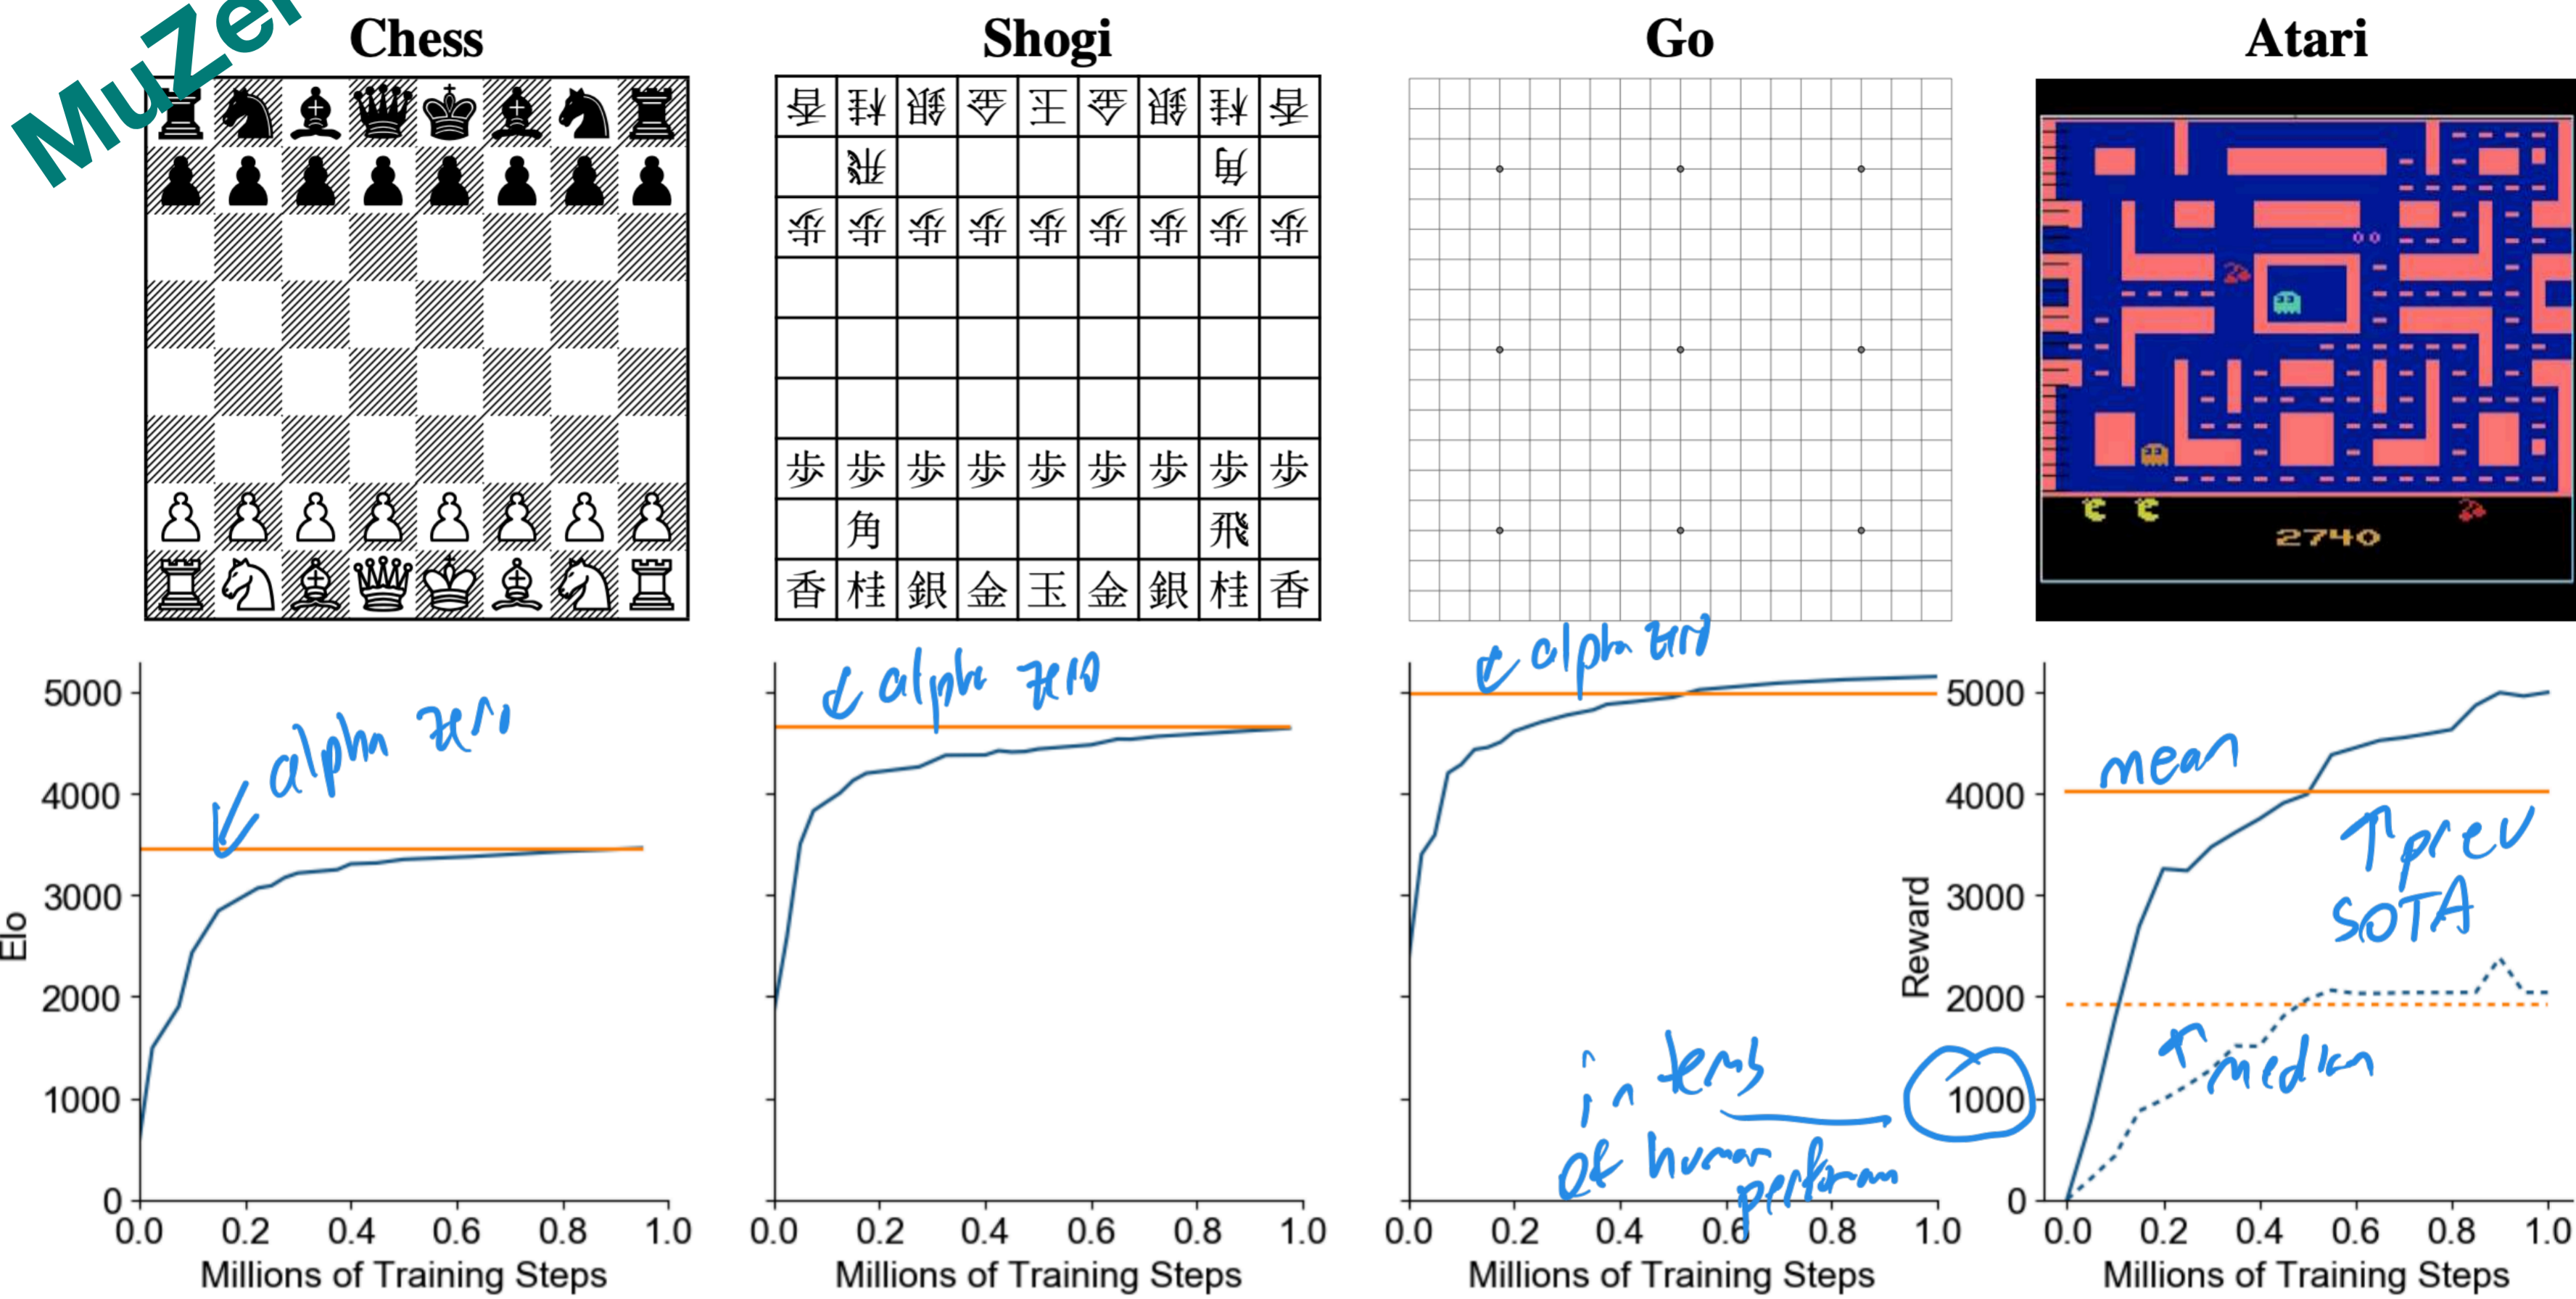 MuZer
Chess
Shogi
Go
Atari
香 桂 銀 金 王 金 銀 桂 香
飛 角
歩 歩 歩 歩 歩 歩 歩 歩 歩
歩 歩 歩 歩 歩 歩 歩 歩 歩
角 飛
香 桂 銀 金 玉 金 銀 桂 香
2740
alpha zero
alpha zero
alpha zero
Elo
5000
4000
3000
2000
1000
0
0.0 0.2 0.4 0.6 0.8 1.0
Millions of Training Steps
0.0 0.2 0.4 0.6 0.8 1.0
Millions of Training Steps
in terms
of human
performan
0.0 0.2 0.4 0.6 0.8 1.0
Millions of Training Steps
Reward
5000
4000
3000
2000
1000
0
mean
prev
SOTA
median
0.0 0.2 0.4 0.6 0.8 1.0
Millions of Training Steps